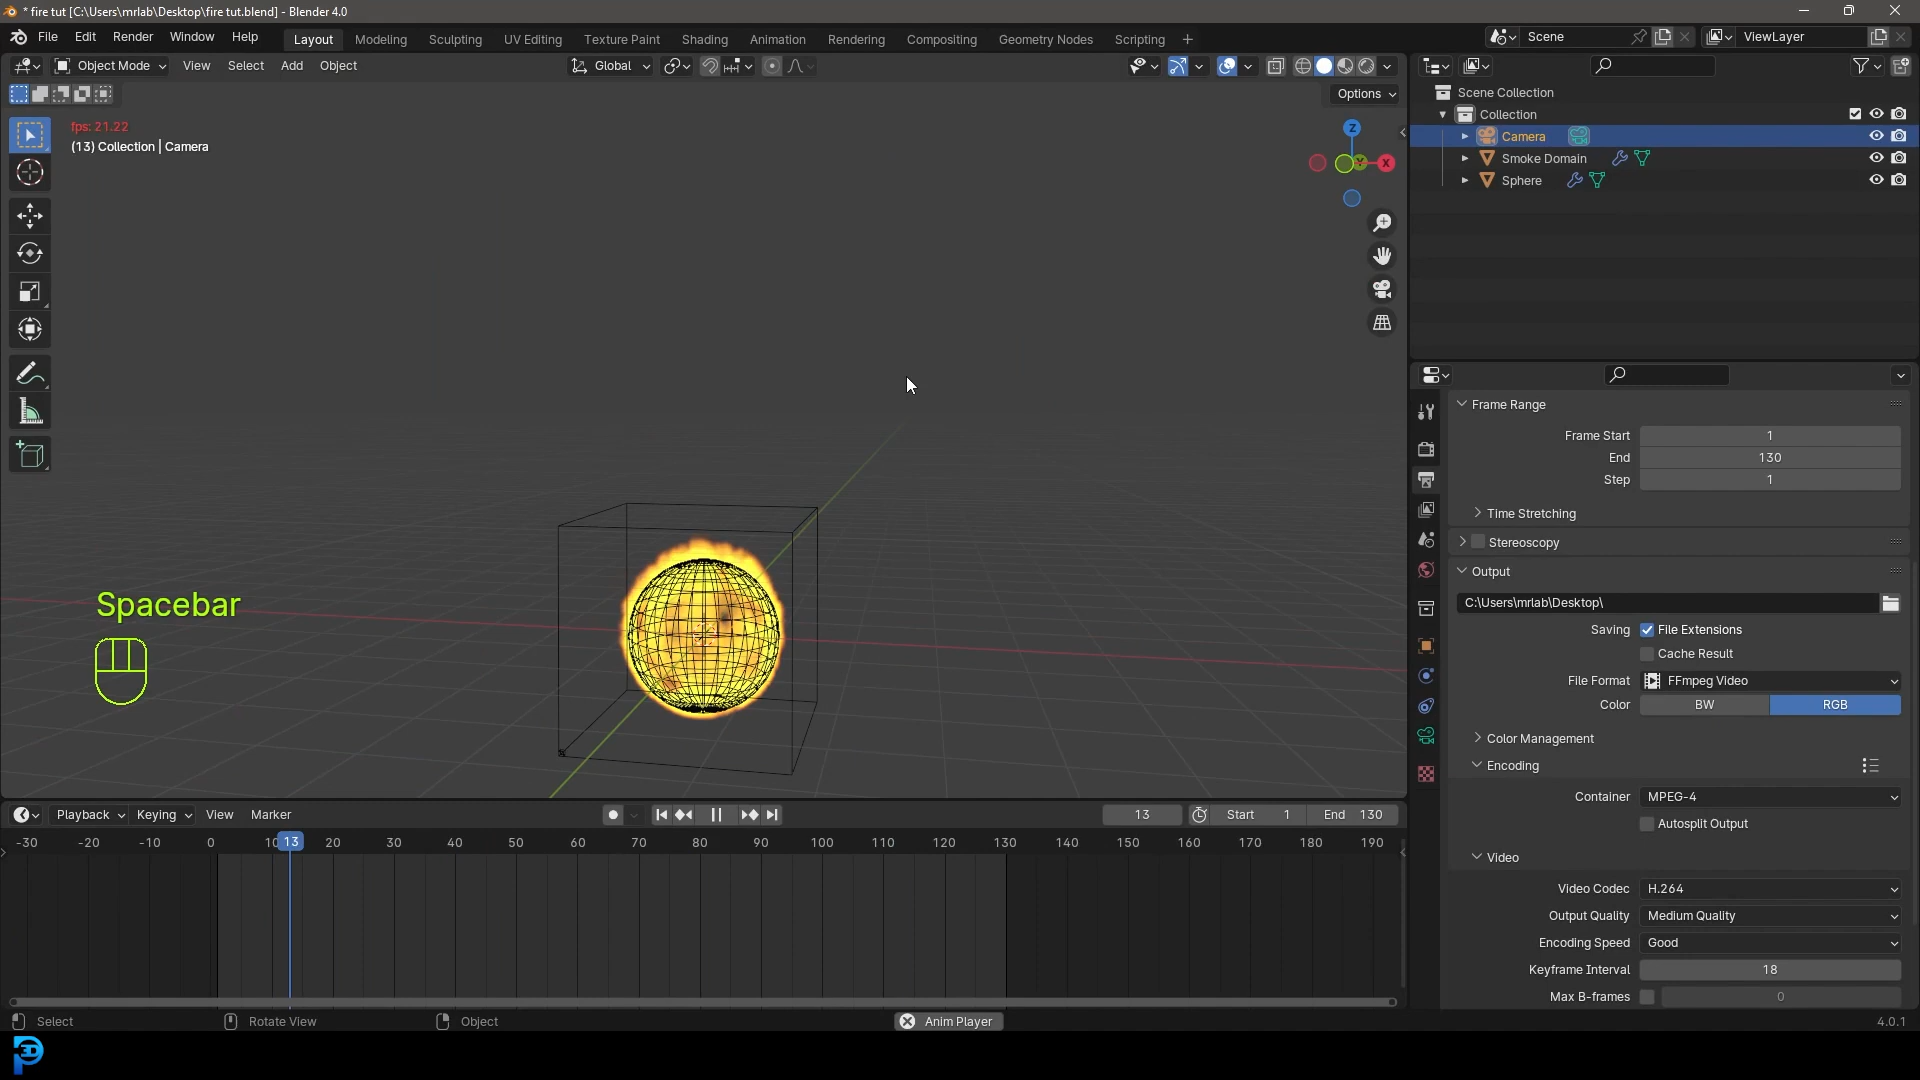 * fire tut [C:\Users\mrlab\Desktop\fire tut.blend] - Blender 4.0
File Edit Render Window Help Layout Modeling Sculpting UV Editing Texture Paint Shading Animation Rendering Compositing Geometry Nodes Scripting + Scene ViewLayer
Object Mode View Select Add Object Global
Options
fps: 21.22
(13) Collection | Camera
Z
X
Scene Collection
Collection
Camera
Smoke Domain
Sphere
Frame Range
Frame Start 1
End 130
Step 1
Time Stretching
Stereoscopy
Output
C:\Users\mrlab\Desktop\
Saving File Extensions
Cache Result
File Format FFmpeg Video
Color BW RGB
Color Management
Encoding
Container MPEG-4
Autosplit Output
Video
Video Codec H.264
Output Quality Medium Quality
Encoding Speed Good
Keyframe Interval 18
Max B-frames 0
Spacebar
Playback Keying View Marker 13 Start 1 End 130
-30 -20 -10 0 10 13 20 30 40 50 60 70 80 90 100 110 120 130 140 150 160 170 180 190
Select Rotate View Object Anim Player 4.0.1
P3D